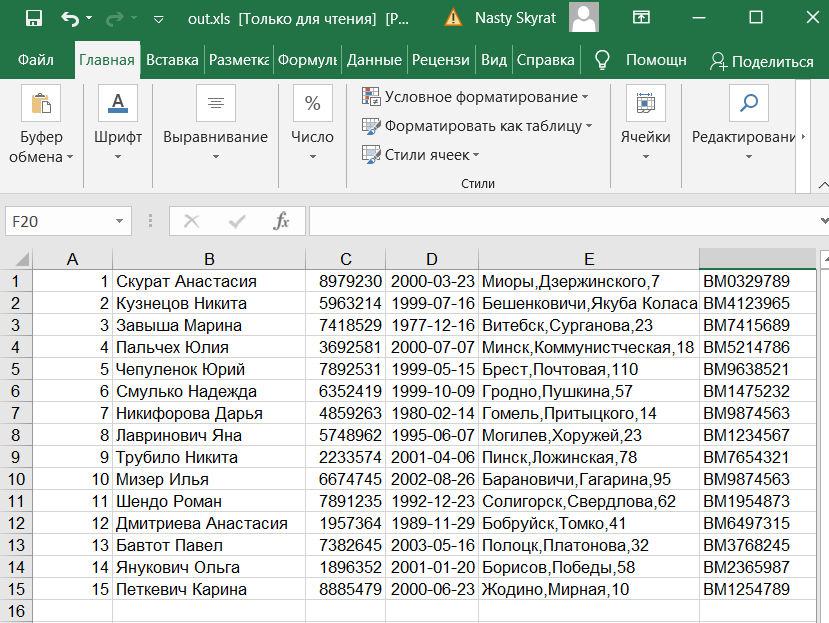 out.xls [Только для чтения] [Р... Nasty Skyrat
Файл Главная Вставка Разметка Формулы Данные Рецензи Вид Справка Помощн Поделиться
Буфер обмена
Шрифт
Выравнивание
Число
Условное форматирование
Форматировать как таблицу
Стили ячеек
Стили
Ячейки
Редактировани
F20 fx
A B C D E
1 1 Скурат Анастасия 8979230 2000-03-23 Миоры,Дзержинского,7 BM0329789
2 2 Кузнецов Никита 5963214 1999-07-16 Бешенковичи,Якуба Коласа BM4123965
3 3 Завыша Марина 7418529 1977-12-16 Витебск,Сурганова,23 BM7415689
4 4 Пальчех Юлия 3692581 2000-07-07 Минск,Коммунистческая,18 BM5214786
5 5 Чепуленок Юрий 7892531 1999-05-15 Брест,Почтовая,110 BM9638521
6 6 Смулько Надежда 6352419 1999-10-09 Гродно,Пушкина,57 BM1475232
7 7 Никифорова Дарья 4859263 1980-02-14 Гомель,Притыцкого,14 BM9874563
8 8 Лавринович Яна 5748962 1995-06-07 Могилев,Хоружей,23 BM1234567
9 9 Трубило Никита 2233574 2001-04-06 Пинск,Ложинская,78 BM7654321
10 10 Мизер Илья 6674745 2002-08-26 Барановичи,Гагарина,95 BM9874563
11 11 Шендо Роман 7891235 1992-12-23 Солигорск,Свердлова,62 BM1954873
12 12 Дмитриева Анастасия 1957364 1989-11-29 Бобруйск,Томко,41 BM6497315
13 13 Бавтот Павел 7382645 2003-05-16 Полоцк,Платонова,32 BM3768245
14 14 Янукович Ольга 1896352 2001-01-20 Борисов,Победы,58 BM2365987
15 15 Петкевич Карина 8885479 2000-06-23 Жодино,Мирная,10 BM1254789
16